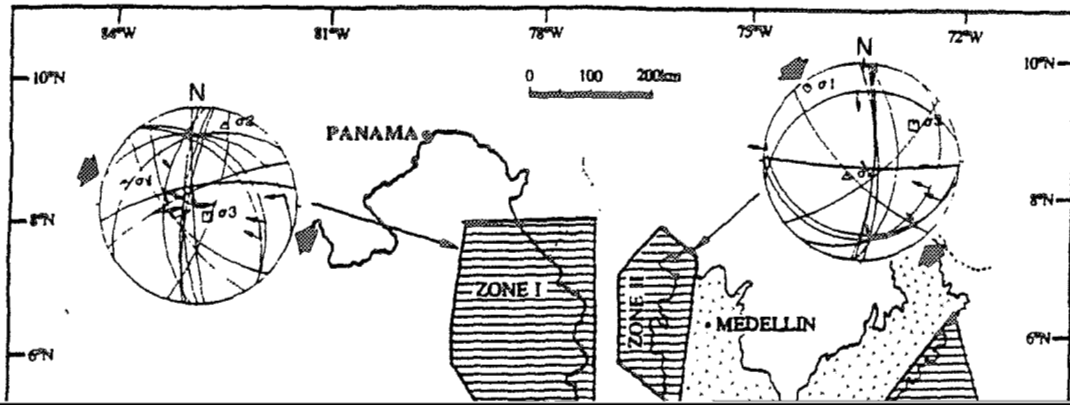 84°W 81°W 78°W 75°W 72°W
10°N 10°N
0 100 200km
N
N
σ1
σ2
σ3
PANAMA
σ3
8°N 8°N
ZONE I
ZONE II
MEDELLIN
6°N 6°N